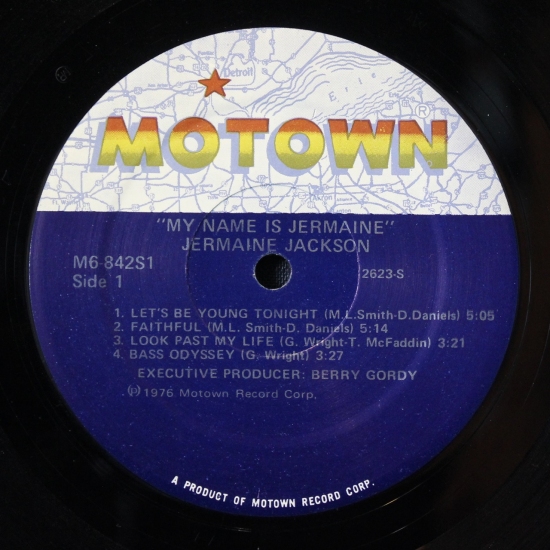 Detroit
Erie
MOTOWN®
"MY NAME IS JERMAINE"
JERMAINE JACKSON
M6-842S1
Side 1
2623-S
1. LET'S BE YOUNG TONIGHT (M.L.Smith-D.Daniels) 5:05
2. FAITHFUL (M.L. Smith-D. Daniels) 5:14
3. LOOK PAST MY LIFE (G. Wright-T. McFaddin) 3:21
4. BASS ODYSSEY (G. Wright) 3:27
EXECUTIVE PRODUCER: BERRY GORDY
℗1976 Motown Record Corp.
A PRODUCT OF MOTOWN RECORD CORP.